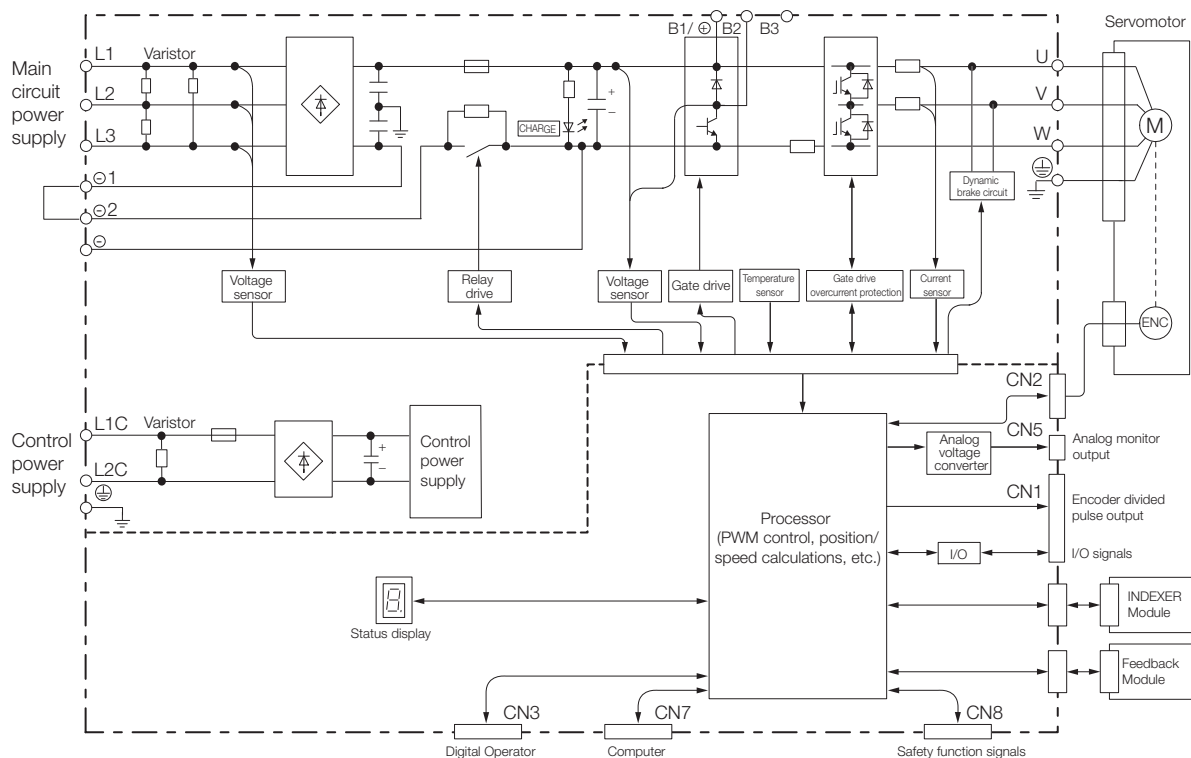 B1/ ⊕ B2 B3
Servomotor
Main
circuit
power
supply
L1
Varistor
L2
L3
⊖1
⊖2
⊖
CHARGE
+
–
U
V
W
M
Dynamic
brake circuit
Voltage
sensor
Relay
drive
Voltage
sensor
Gate drive
Temperature
sensor
Gate drive
overcurrent protection
Current
sensor
ENC
Control
power
supply
L1C
Varistor
L2C
+
–
Control
power
supply
CN2
CN5
Analog
voltage
converter
Analog monitor
output
CN1
Encoder divided
pulse output
Processor
(PWM control, position/
speed calculations, etc.)
I/O
I/O signals
8.
Status display
INDEXER
Module
Feedback
Module
CN3
CN7
CN8
Digital Operator
Computer
Safety function signals